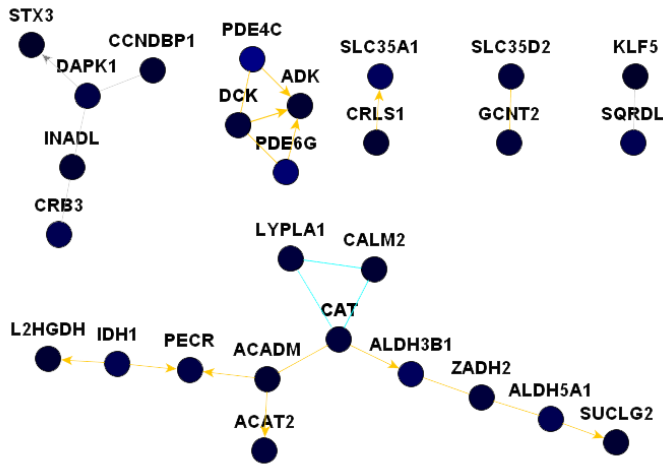 STX3
CCNDBP1
DAPK1
INADL
CRB3
PDE4C
ADK
DCK
PDE6G
SLC35A1
CRLS1
SLC35D2
GCNT2
KLF5
SQRDL
LYPLA1
CALM2
CAT
L2HGDH
IDH1
PECR
ACADM
ACAT2
ALDH3B1
ZADH2
ALDH5A1
SUCLG2